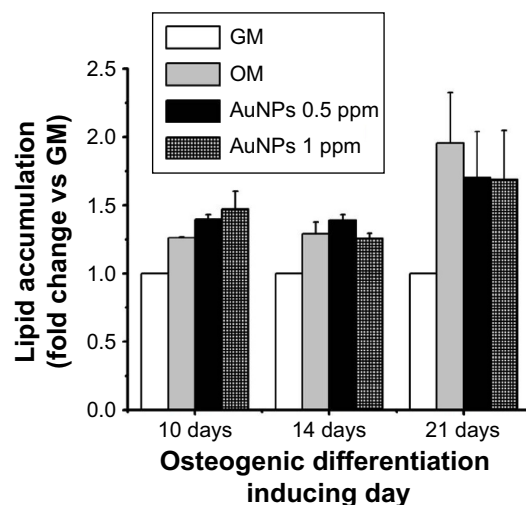 GM
OM
AuNPs 0.5 ppm
AuNPs 1 ppm
Lipid accumulation
(fold change vs GM)
2.5
2.0
1.5
1.0
0.5
0.0
10 days
14 days
21 days
Osteogenic differentiation
inducing day